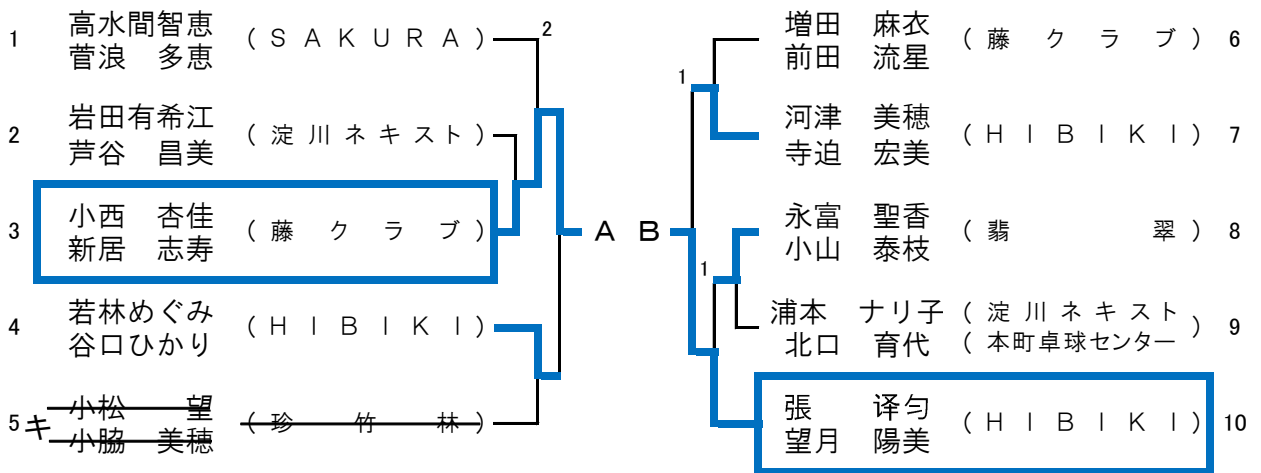 1 高水間智恵 (SAKURA)
菅浪 多恵
2
2 岩田有希江 (淀川ネキスト)
芦谷 昌美
3 小西 杏佳 (藤クラブ)
新居 志寿
4 若林めぐみ (HIBIKI)
谷口ひかり
5 キ 小松 望 (珍竹林)
小脇 美穂
A B
増田 麻衣 (藤クラブ) 6
前田 流星
1
河津 美穂 (HIBIKI) 7
寺迫 宏美
永富 聖香 (翡翠) 8
小山 泰枝
1
浦本 ナリ子 (淀川ネキスト
北口 育代 (本町卓球センター) 9
張 译匀 (HIBIKI) 10
望月 陽美